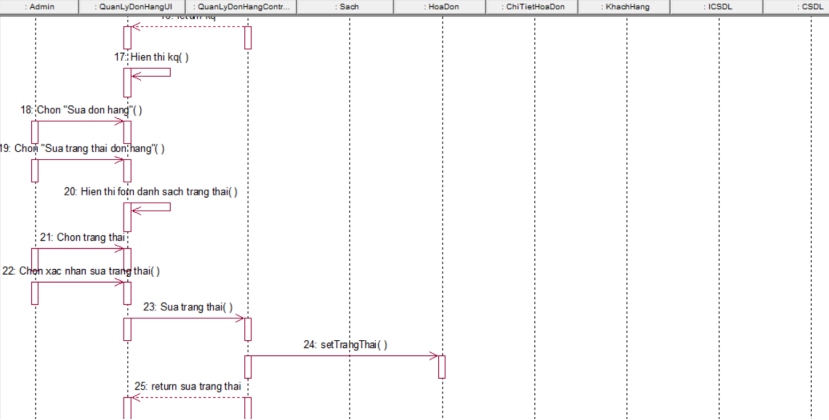 : Admin
: QuanLyDonHangUI
: QuanLyDonHangContr...
: Sach
: HoaDon
: ChiTietHoaDon
: KhachHang
: ICSDL
: CSDL
return kq
17: Hien thi kq( )
18: Chon "Sua don hang"( )
19: Chon "Sua trang thai don hang"( )
20: Hien thi form danh sach trang thai( )
21: Chon trang thai
22: Chon xac nhan sua trang thai( )
23: Sua trang thai( )
24: setTrangThai( )
25: return sua trang thai